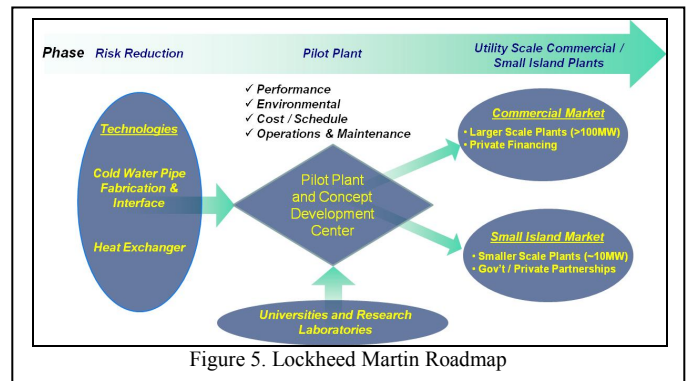 Phase Risk Reduction Pilot Plant Utility Scale Commercial /
Small Island Plants
✓ Performance
✓ Environmental
✓ Cost / Schedule
✓ Operations & Maintenance
Technologies
Cold Water Pipe
Fabrication &
Interface
Heat Exchanger
Pilot Plant
and Concept
Development
Center
Universities and Research
Laboratories
Commercial Market
• Larger Scale Plants (>100MW)
• Private Financing
Small Island Market
• Smaller Scale Plants (~10MW)
• Gov't / Private Partnerships
Figure 5. Lockheed Martin Roadmap